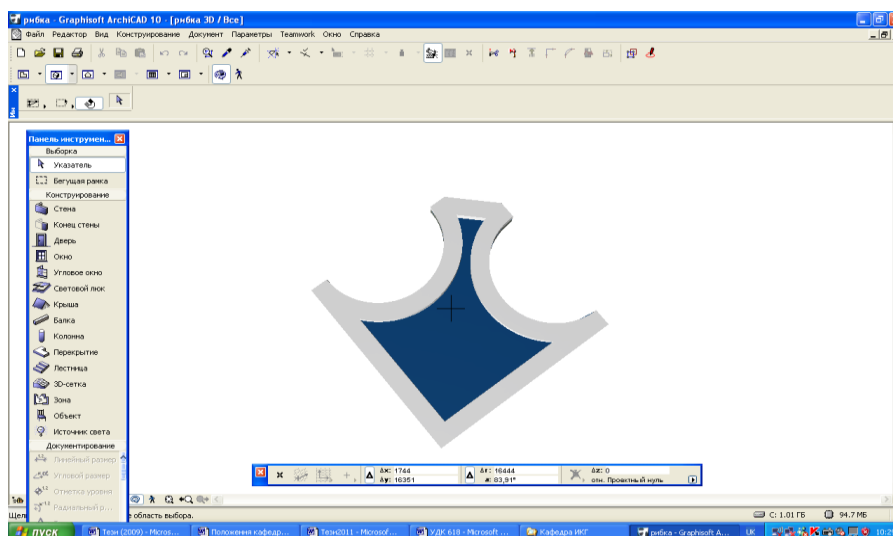 рибка - Graphisoft ArchiCAD 10 - [рибка 3D / Все]
Файл Редактор Вид Конструирование Документ Параметры Teamwork Окно Справка
Панель инструмен...
Выборка
Указатель
Бегущая рамка
Конструирование
Стена
Конец стены
Дверь
Окно
Угловое окно
Световой люк
Крыша
Балка
Колонна
Перекрытие
Лестница
3D-сетка
Зона
Объект
Источник света
Документирование
Линейный размер
Угловой размер
Отметка уровня
Радиальный р...
Δx: 1744
Δy: 16351
Δr: 16444
α: 83,91°
Δz: 0
отн. Проектный нуль
область выбора.
C: 1.01 ГБ
94.7 МБ
пуск
Тези (2009) - Micros...
Положення кафедр...
Тези2011 - Microsof...
УДК 618 - Microsoft ...
Кафедра ИКГ
рибка - Graphisoft A...
UK